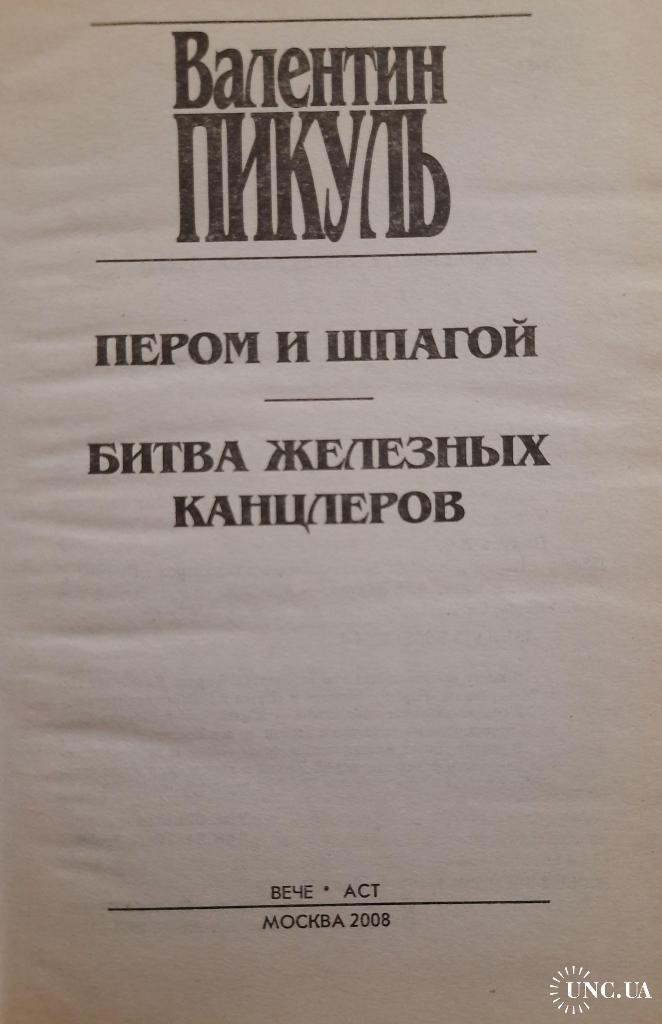 Валентин
ПИКУЛЬ
ПЕРОМ И ШПАГОЙ
БИТВА ЖЕЛЕЗНЫХ
КАНЦЛЕРОВ
ВЕЧЕ • АСТ
МОСКВА 2008
UNC.UA